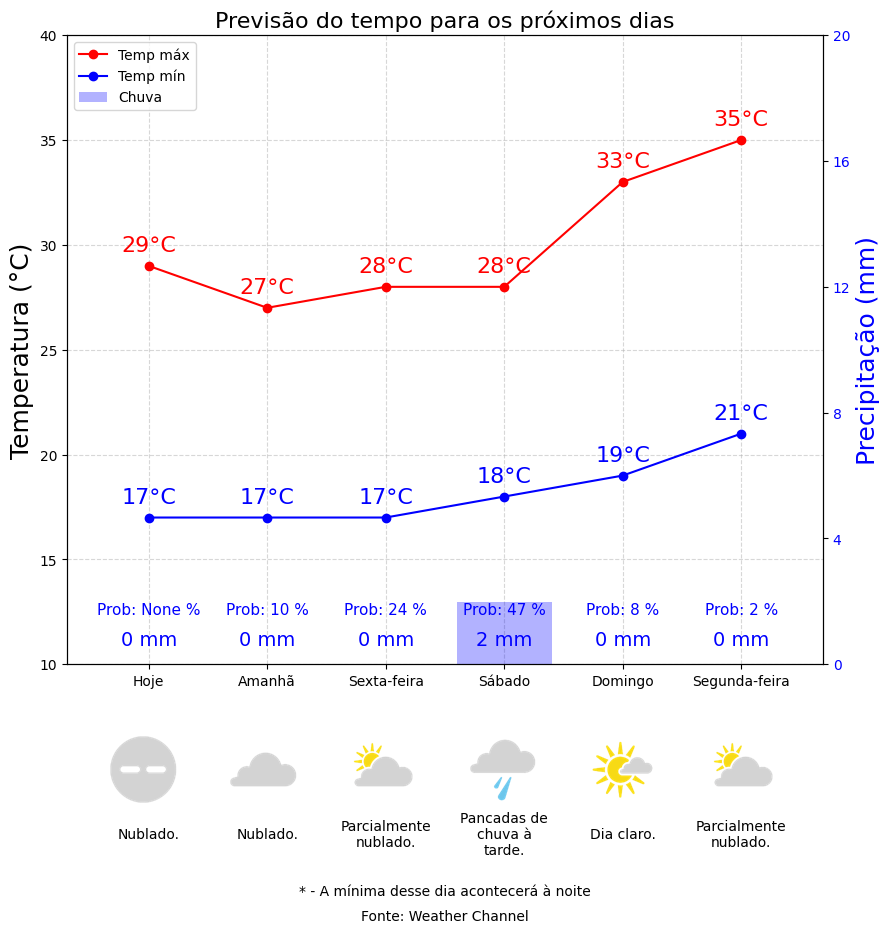 Previsão do tempo para os próximos dias
40
35
30
25
20
15
10
Temperatura (°C)
20
16
12
8
4
0
Precipitação (mm)
Temp máx
Temp mín
Chuva
29°C
27°C
28°C
28°C
33°C
35°C
17°C
17°C
17°C
18°C
19°C
21°C
Prob: None % Prob: 10 % Prob: 24 % Prob: 47 % Prob: 8 % Prob: 2 %
0 mm 0 mm 0 mm 2 mm 0 mm 0 mm
Hoje Amanhã Sexta-feira Sábado Domingo Segunda-feira
Nublado.
Nublado.
Parcialmente
nublado.
Pancadas de
chuva à
tarde.
Dia claro.
Parcialmente
nublado.
* - A mínima desse dia acontecerá à noite
Fonte: Weather Channel